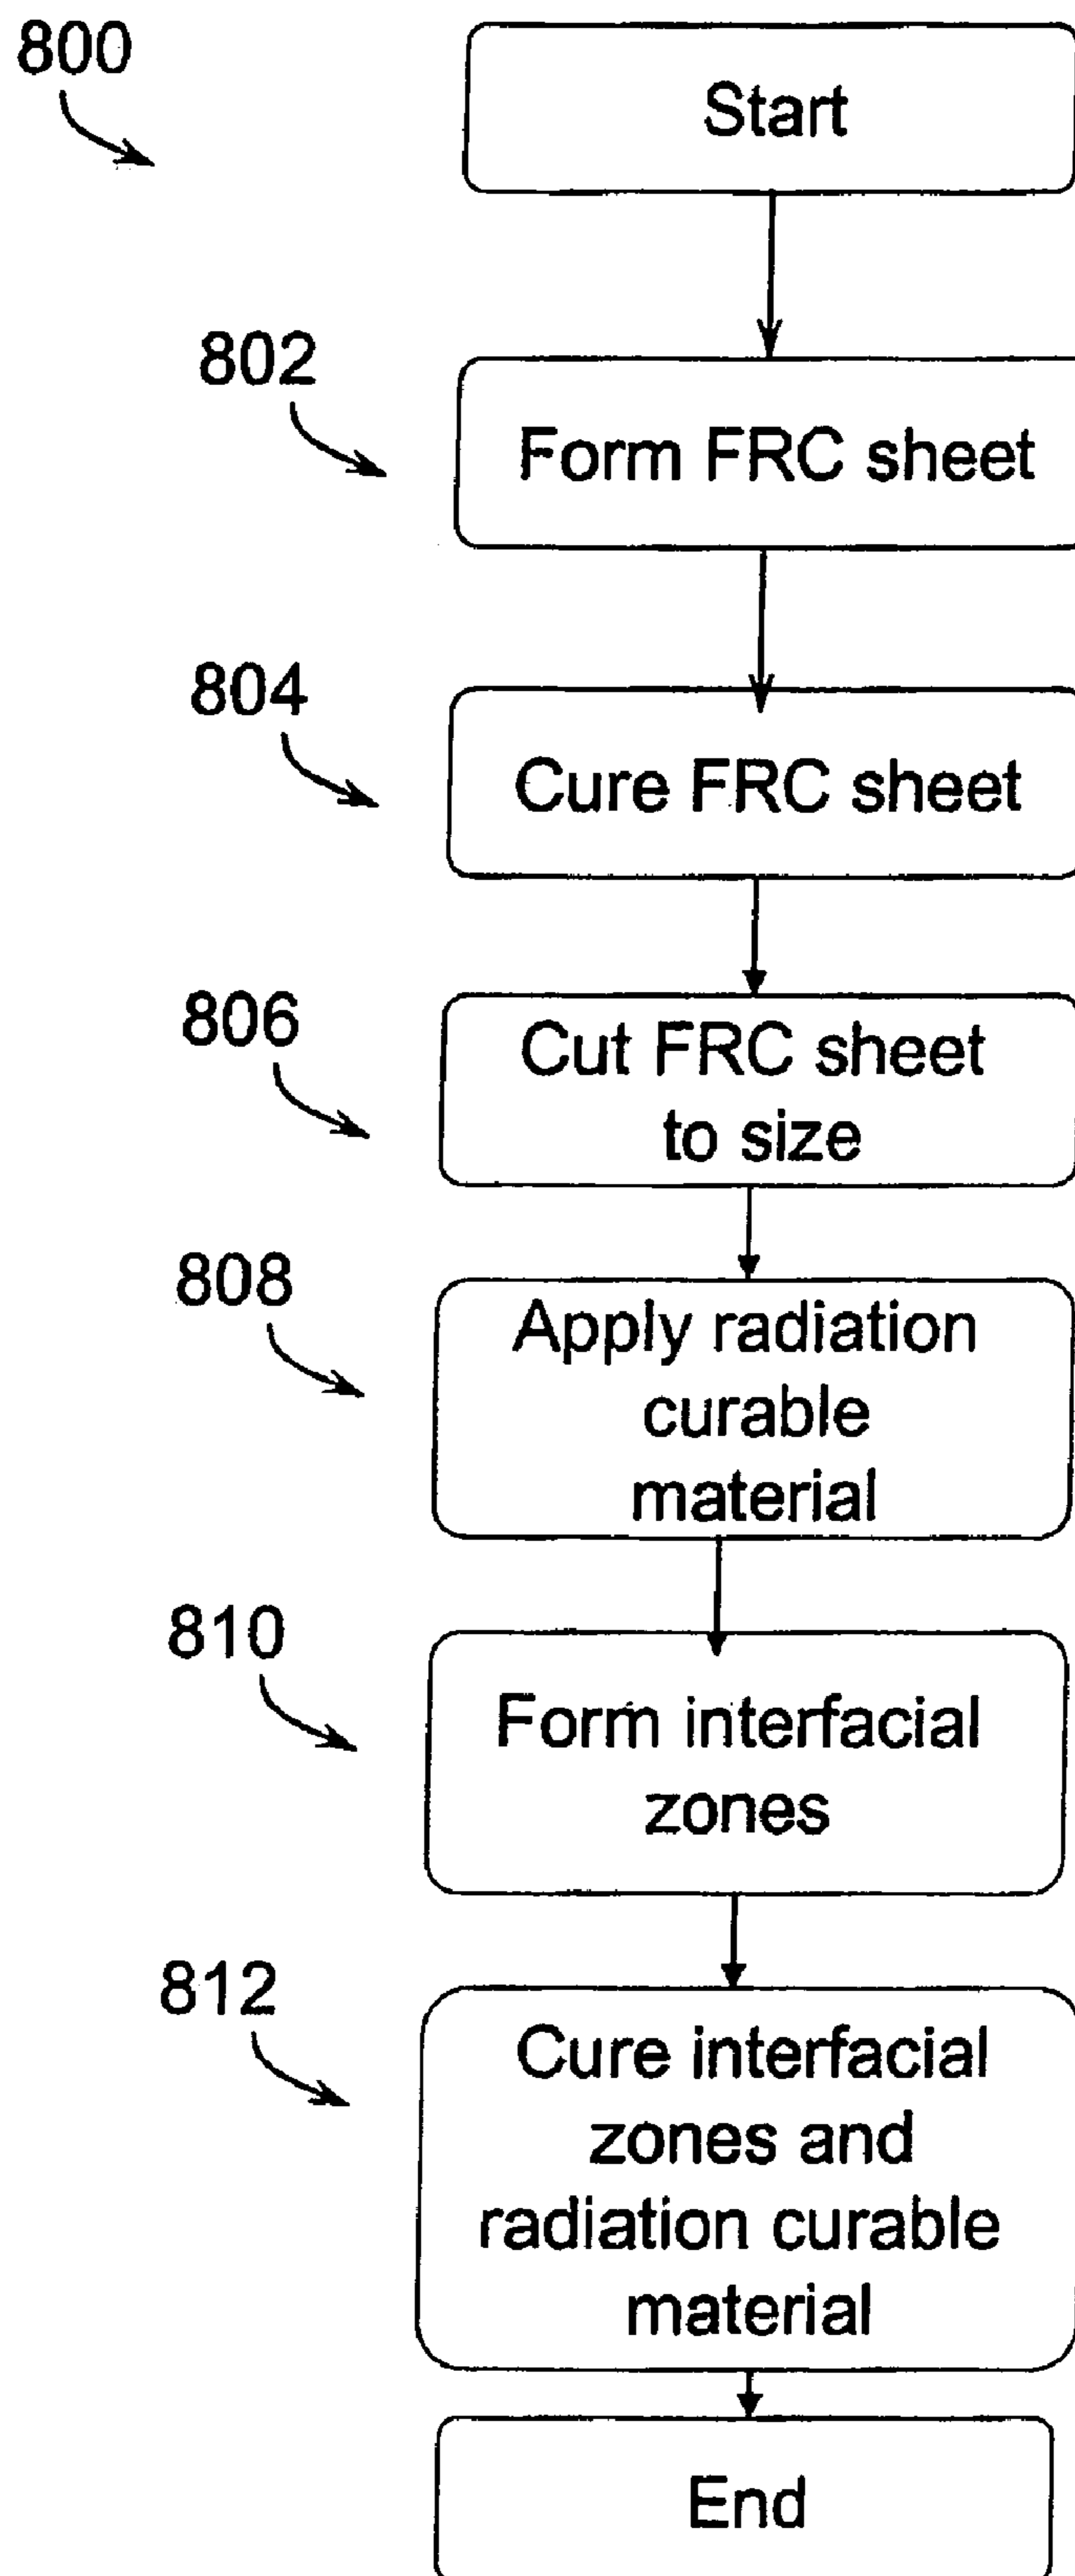 800
Start
802
Form FRC sheet
804
Cure FRC sheet
806
Cut FRC sheet
to size
808
Apply radiation
curable
material
810
Form interfacial
zones
812
Cure interfacial
zones and
radiation curable
material
End